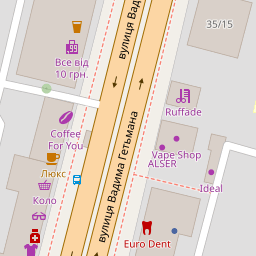 вулиця Вадима
35/15
Все від
10 грн.
Ruffade
вулиця Вадима Гетьмана
Coffee
For You
Vape Shop
ALSER
Люкс
Ideal
Коло
Euro Dent